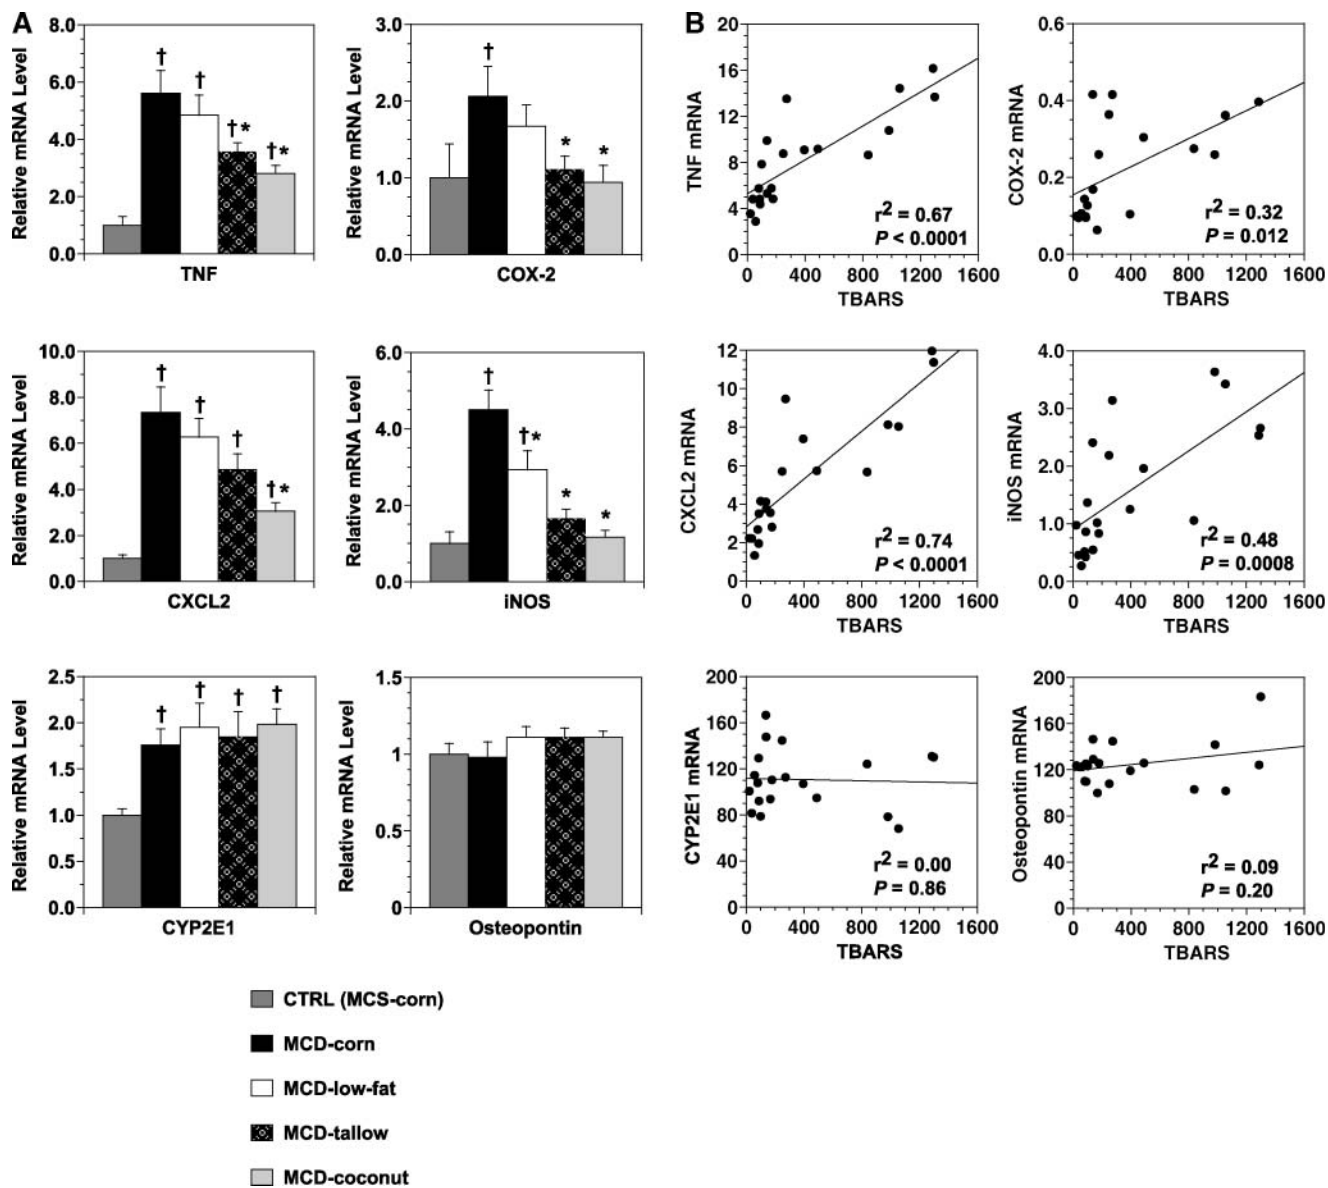 A
Relative mRNA Level
8.0
6.0
4.0
2.0
0.0
†
†
†*
†*
TNF
Relative mRNA Level
3.0
2.0
1.0
0.0
†
*
*
COX-2
Relative mRNA Level
10.0
8.0
6.0
4.0
2.0
0.0
†
†
†
†*
CXCL2
Relative mRNA Level
6.0
4.0
2.0
0.0
†
†*
*
*
iNOS
Relative mRNA Level
2.5
2.0
1.5
1.0
0.5
0.0
†
†
†
†
CYP2E1
Relative mRNA Level
1.5
1
0.5
0
Osteopontin
CTRL (MCS-corn)
MCD-corn
MCD-low-fat
MCD-tallow
MCD-coconut
B
TNF mRNA
20
16
12
8
4
0
r2 = 0.67
P < 0.0001
0 400 800 1200 1600
TBARS
COX-2 mRNA
0.6
0.4
0.2
0.0
r2 = 0.32
P = 0.012
0 400 800 1200 1600
TBARS
CXCL2 mRNA
12
10
8
6
4
2
0
r2 = 0.74
P < 0.0001
0 400 800 1200 1600
TBARS
iNOS mRNA
4.0
3.0
2.0
1.0
0.0
r2 = 0.48
P = 0.0008
0 400 800 1200 1600
TBARS
CYP2E1 mRNA
200
160
120
80
40
0
r2 = 0.00
P = 0.86
0 400 800 1200 1600
TBARS
Osteopontin mRNA
200
160
120
80
40
0
r2 = 0.09
P = 0.20
0 400 800 1200 1600
TBARS